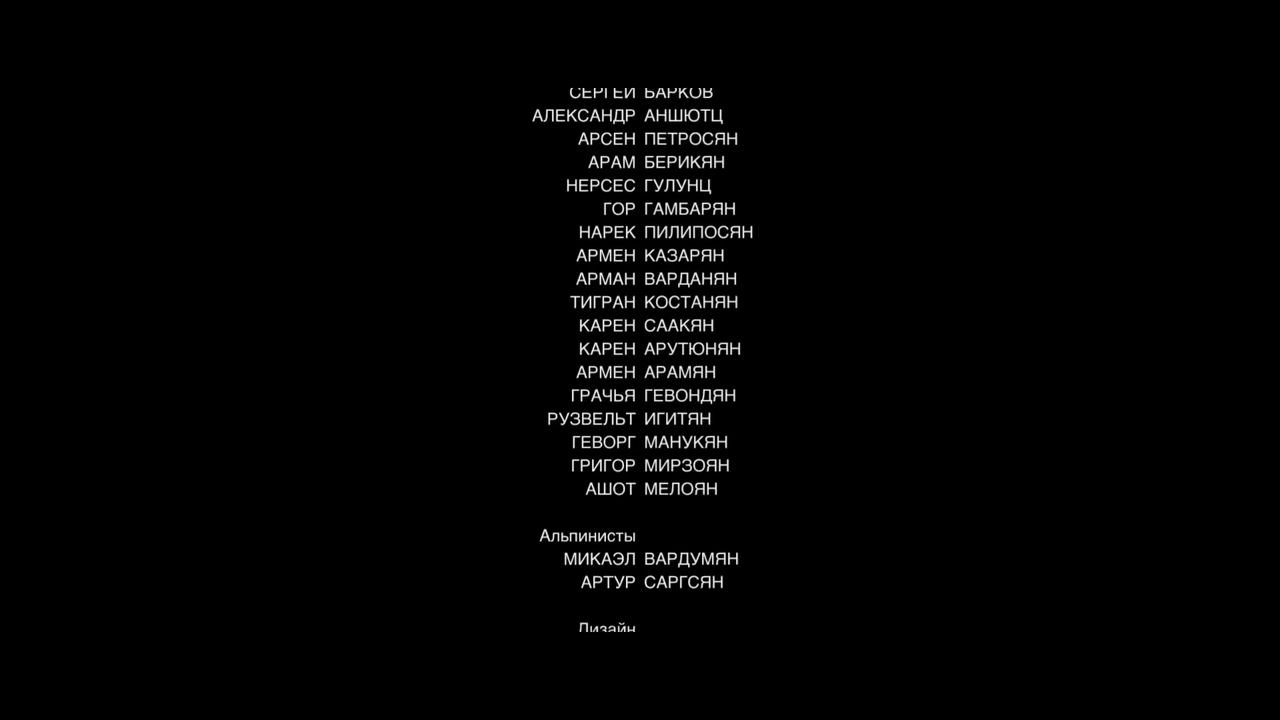 СЕРГЕЙ БАРКОВ
АЛЕКСАНДР АНШЮТЦ
АРСЕН ПЕТРОСЯН
АРАМ БЕРИКЯН
НЕРСЕС ГУЛУНЦ
ГОР ГАМБАРЯН
НАРЕК ПИЛИПОСЯН
АРМЕН КАЗАРЯН
АРМАН ВАРДАНЯН
ТИГРАН КОСТАНЯН
КАРЕН СААКЯН
КАРЕН АРУТЮНЯН
АРМЕН АРАМЯН
ГРАЧЬЯ ГЕВОНДЯН
РУЗВЕЛЬТ ИГИТЯН
ГЕВОРГ МАНУКЯН
ГРИГОР МИРЗОЯН
АШОТ МЕЛОЯН
Альпинисты
МИКАЭЛ ВАРДУМЯН
АРТУР САРГСЯН
Дизайн